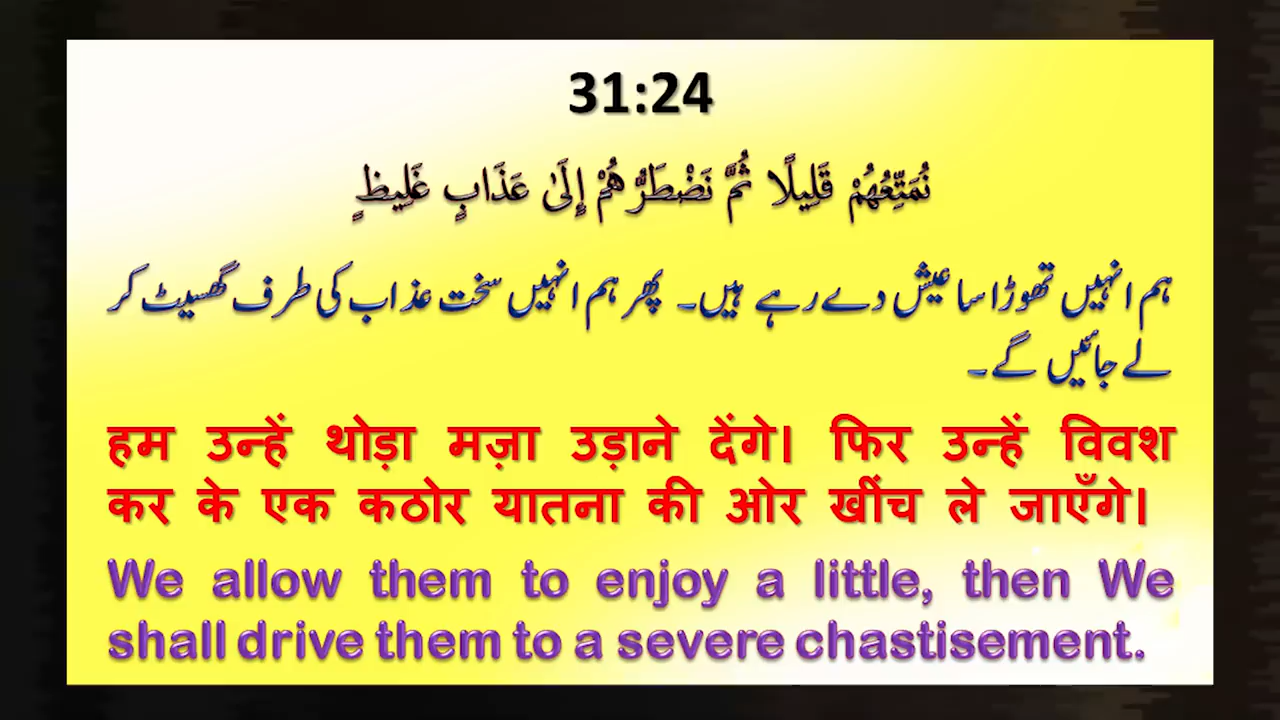 31:24
نُمَتِّعُهُمْ قَلِيلًا ثُمَّ نَضْطَرُّهُمْ إِلَىٰ عَذَابٍ غَلِيظٍ
ہم انہیں تھوڑا سا عیش دے رہے ہیں۔ پھر ہم انہیں سخت عذاب کی طرف گھسیٹ کر
لے جائیں گے۔
हम उन्हें थोड़ा मज़ा उड़ाने देंगे। फिर उन्हें विवश
कर के एक कठोर यातना की ओर खींच ले जाएँगे।
We allow them to enjoy a little, then We
shall drive them to a severe chastisement.